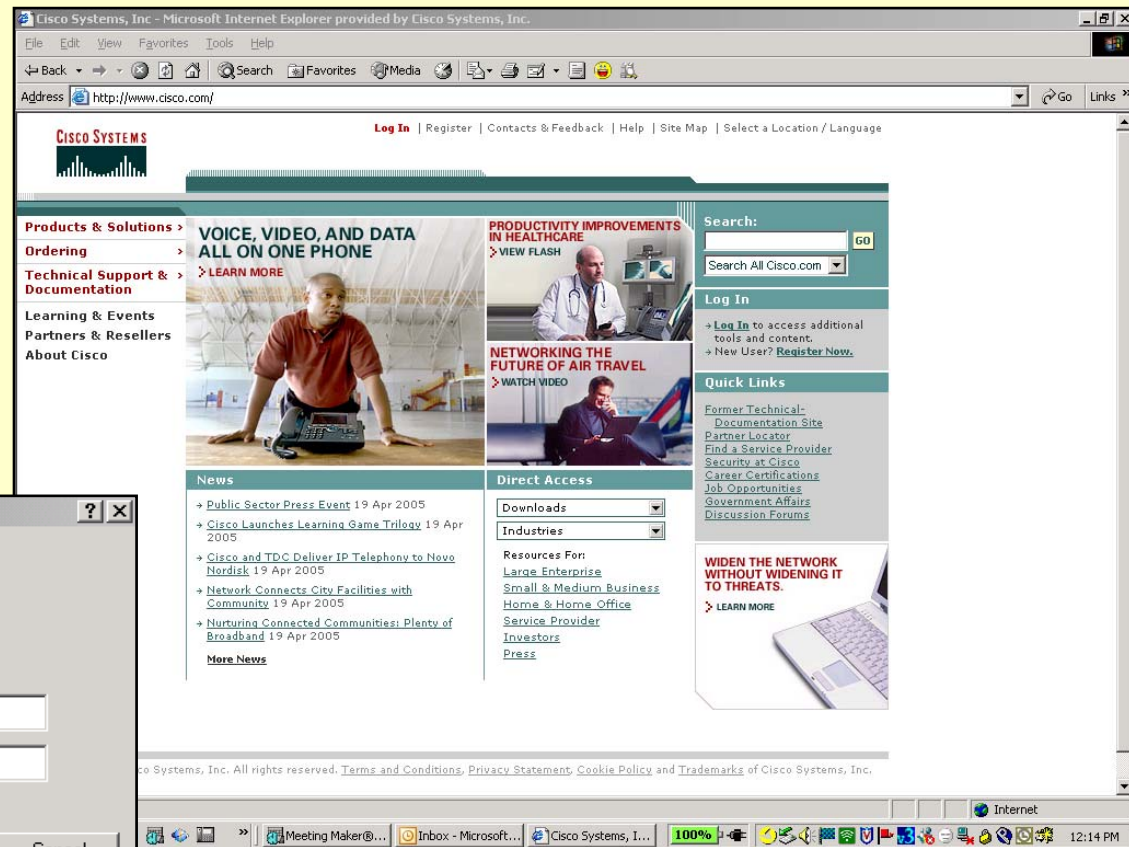 Cisco Systems, Inc - Microsoft Internet Explorer provided by Cisco Systems, Inc.
File Edit View Favorites Tools Help
Back Search Favorites Media
Address http://www.cisco.com/ Go Links »
CISCO SYSTEMS
Log In | Register | Contacts & Feedback | Help | Site Map | Select a Location / Language
Products & Solutions ›
Ordering ›
Technical Support & ›
Documentation
Learning & Events
Partners & Resellers
About Cisco
VOICE, VIDEO, AND DATA
ALL ON ONE PHONE
LEARN MORE
PRODUCTIVITY IMPROVEMENTS
IN HEALTHCARE
VIEW FLASH
NETWORKING THE
FUTURE OF AIR TRAVEL
WATCH VIDEO
Search:
GO
Search All Cisco.com
Log In
Log In to access additional
tools and content.
New User? Register Now.
Quick Links
Former Technical-
Documentation Site
Partner Locator
Find a Service Provider
Security at Cisco
Career Certifications
Job Opportunities
Government Affairs
Discussion Forums
News
Public Sector Press Event 19 Apr 2005
Cisco Launches Learning Game Trilogy 19 Apr
2005
Cisco and TDC Deliver IP Telephony to Novo
Nordisk 19 Apr 2005
Network Connects City Facilities with
Community 19 Apr 2005
Nurturing Connected Communities: Plenty of
Broadband 19 Apr 2005
More News
Direct Access
Downloads
Industries
Resources For:
Large Enterprise
Small & Medium Business
Home & Home Office
Service Provider
Investors
Press
WIDEN THE NETWORK
WITHOUT WIDENING IT
TO THREATS.
LEARN MORE
co Systems, Inc. All rights reserved. Terms and Conditions, Privacy Statement, Cookie Policy and Trademarks of Cisco Systems, Inc.
Internet
» Meeting Maker®... Inbox - Microsoft... Cisco Systems, I... 100% 12:14 PM